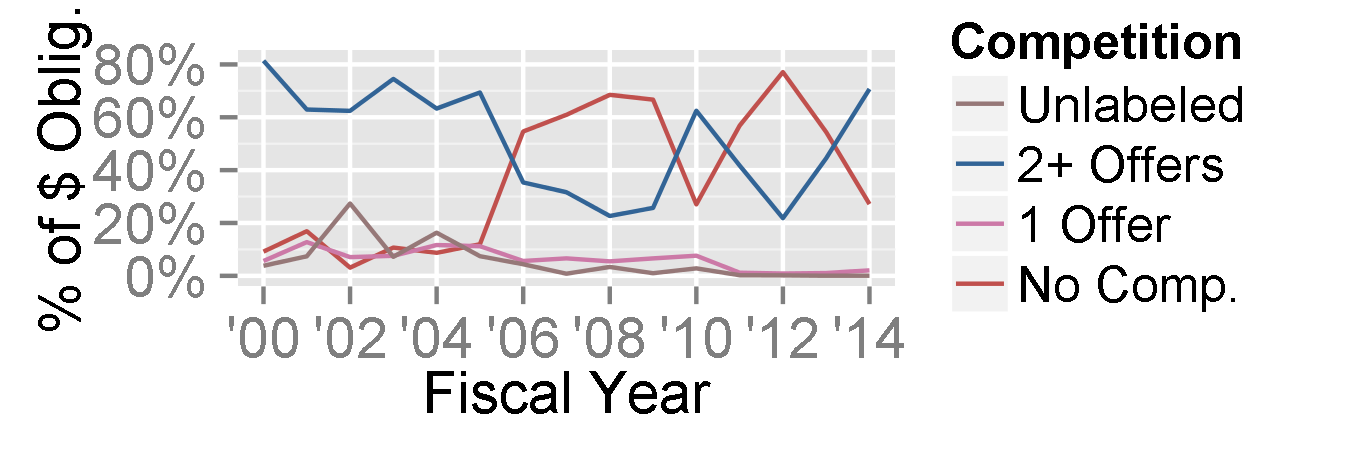 % of $ Oblig.
80%
60%
40%
20%
0%
'00 '02 '04 '06 '08 '10 '12 '14
Fiscal Year
Competition
Unlabeled
2+ Offers
1 Offer
No Comp.